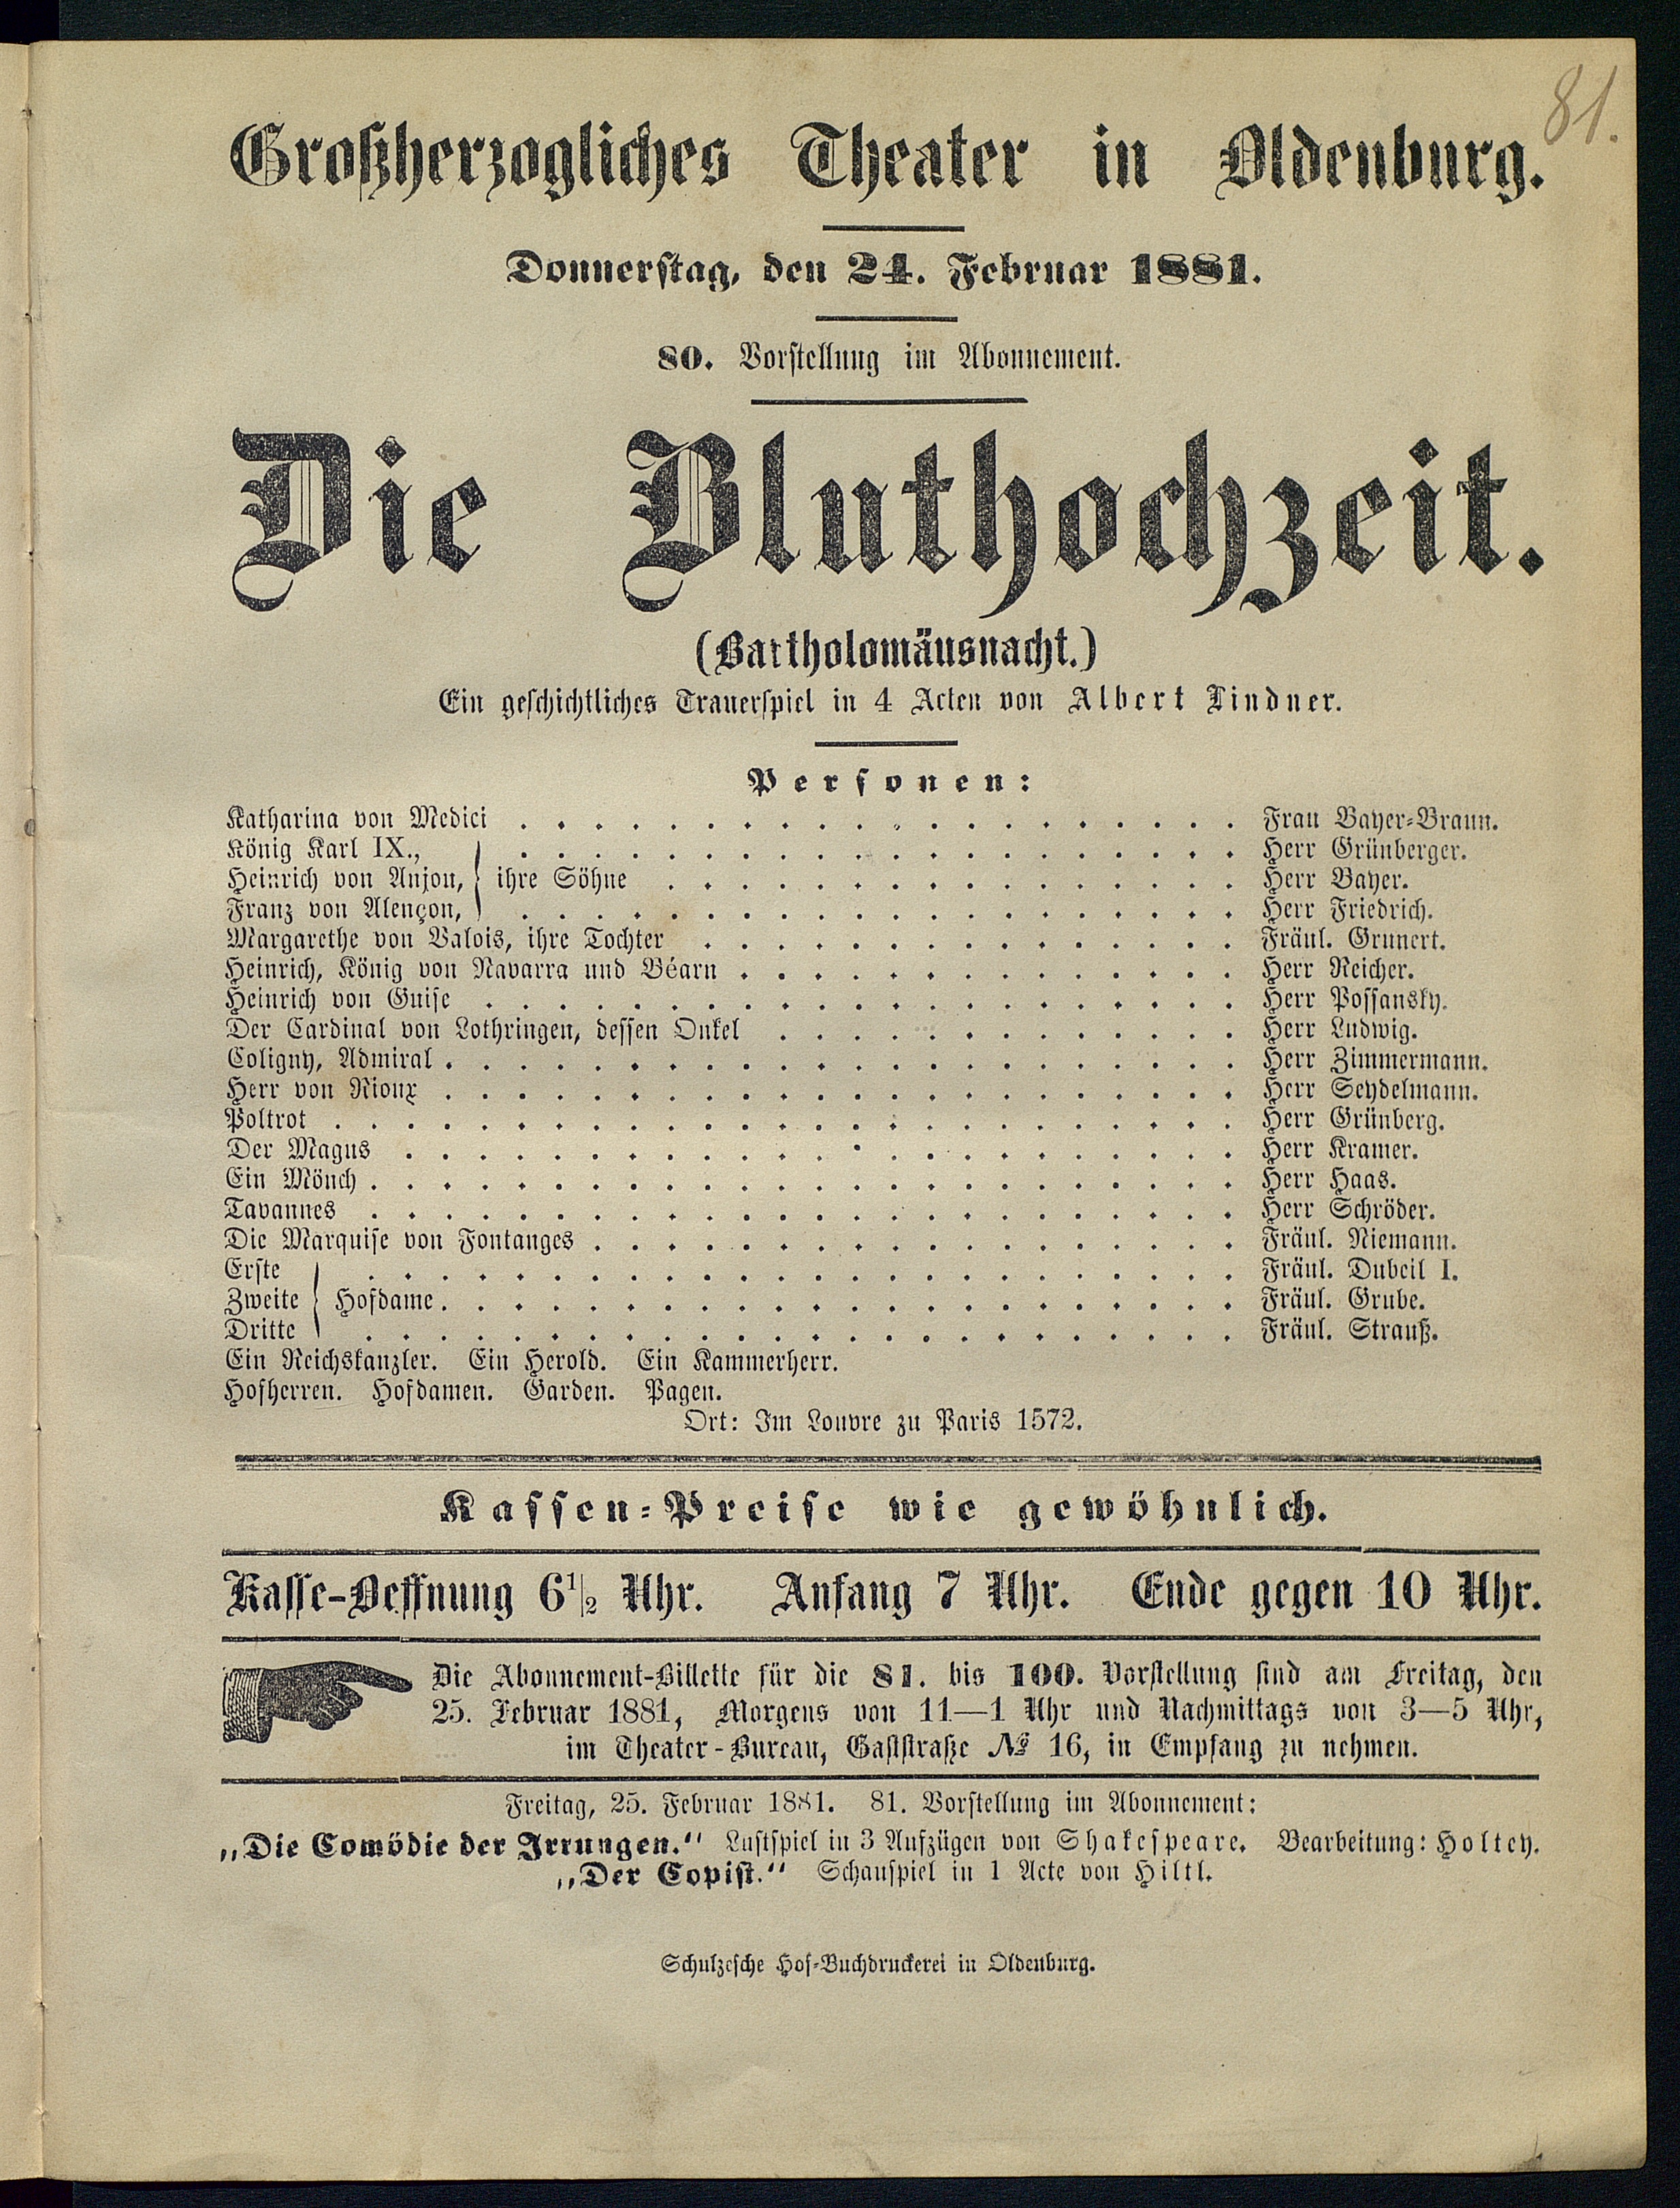 81.
Großherzogliches Theater in Oldenburg.
Donnerstag, den 24. Februar 1881.
80. Vorstellung im Abonnement.
Die Bluthochzeit.
(Bartholomäusnacht.)
Ein geschichtliches Trauerspiel in 4 Acten von Albert Lindner.
Personen:
Katharina von Medici . . . . . . . . . . . . . . . . . . . . Frau Bayer-Braun.
König Karl IX., . . . . . . . . . . . . . . . . . . . . Herr Grünberger.
Heinrich von Anjou, } ihre Söhne . . . . . . . . . . . . . . . . Herr Bayer.
Franz von Alençon, . . . . . . . . . . . . . . . . . . . . Herr Friedrich.
Margarethe von Valois, ihre Tochter . . . . . . . . . . . . . . . Fräul. Grunert.
Heinrich, König von Navarra und Béarn . . . . . . . . . . . . . . Herr Reicher.
Heinrich von Guise . . . . . . . . . . . . . . . . . . . . . Herr Possansky.
Der Cardinal von Lothringen, dessen Onkel . . . . . . . . . . . . . Herr Ludwig.
Coligny, Admiral . . . . . . . . . . . . . . . . . . . . . . Herr Zimmermann.
Herr von Rioux . . . . . . . . . . . . . . . . . . . . . . Herr Seydelmann.
Poltrot . . . . . . . . . . . . . . . . . . . . . . . . . Herr Grünberg.
Der Magus . . . . . . . . . . . . . . . . . . . . . . . Herr Kramer.
Ein Mönch . . . . . . . . . . . . . . . . . . . . . . . . Herr Haas.
Tavannes . . . . . . . . . . . . . . . . . . . . . . . . Herr Schröder.
Die Marquise von Fontanges . . . . . . . . . . . . . . . . . . Fräul. Niemann.
Erste . . . . . . . . . . . . . . . . . . . . . . . . Fräul. Dubeil I.
Zweite } Hofdame . . . . . . . . . . . . . . . . . . . . . . Fräul. Grube.
Dritte . . . . . . . . . . . . . . . . . . . . . . . . Fräul. Strauß.
Ein Reichskanzler. Ein Herold. Ein Kammerherr.
Hofherren. Hofdamen. Garden. Pagen.
Ort: Im Louvre zu Paris 1572.
Kassen-Preise wie gewöhnlich.
Kasse-Oeffnung 6½ Uhr. Anfang 7 Uhr. Ende gegen 10 Uhr.
Die Abonnement-Billette für die 81. bis 100. Vorstellung sind am Freitag, den
25. Februar 1881, Morgens von 11—1 Uhr und Nachmittags von 3—5 Uhr,
im Theater-Bureau, Gaststraße № 16, in Empfang zu nehmen.
Freitag, 25. Februar 1881. 81. Vorstellung im Abonnement:
„Die Comödie der Irrungen.“ Lustspiel in 3 Aufzügen von Shakespeare. Bearbeitung: Holtey.
„Der Copist.“ Schauspiel in 1 Acte von Hiltl.
Schulzesche Hof-Buchdruckerei in Oldenburg.